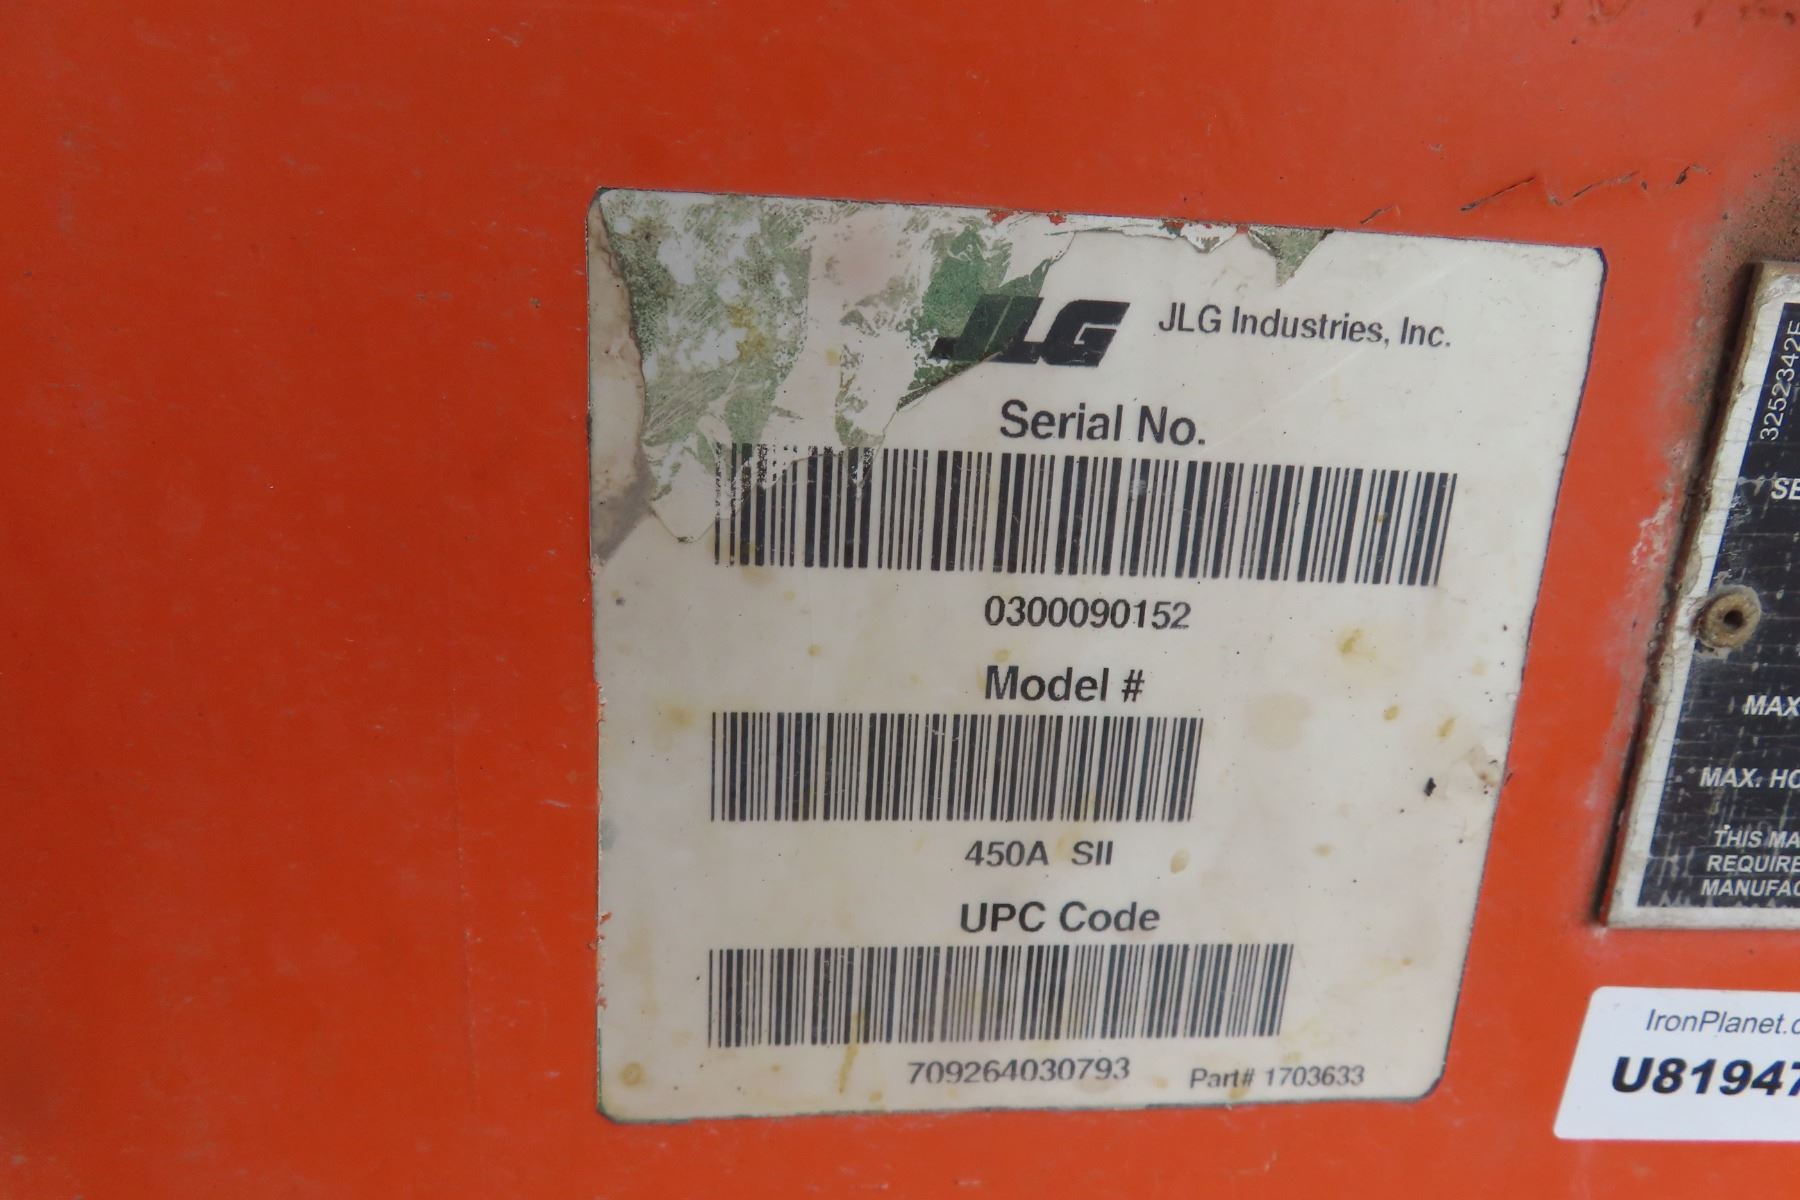 JLG JLG Industries, Inc.
Serial No.
0300090152
Model #
450A SII
UPC Code
709264030793 Part# 1703633
3252342E
SE
MAX
MAX. HO
THIS MA
REQUIRE
MANUFAC
IronPlanet.c
U81947